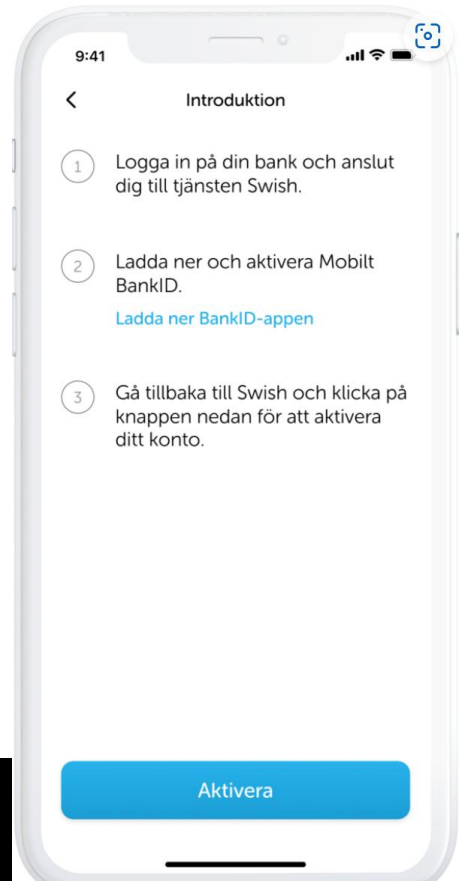 9:41
Introduktion
1
Logga in på din bank och anslut
dig till tjänsten Swish.
2
Ladda ner och aktivera Mobilt
BankID.
Ladda ner BankID-appen
3
Gå tillbaka till Swish och klicka på
knappen nedan för att aktivera
ditt konto.
Aktivera